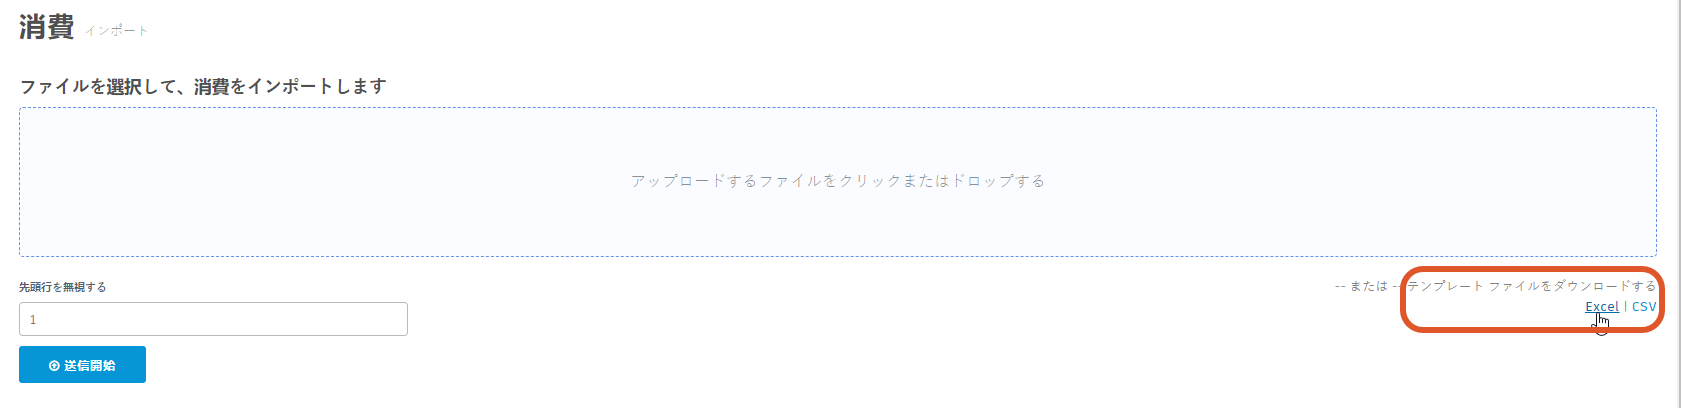 消費 インポート
ファイルを選択して、消費をインポートします
アップロードするファイルをクリックまたはドロップする
先頭行を無視する
-- または -- テンプレート ファイルをダウンロードする
1
Excel | CSV
送信開始